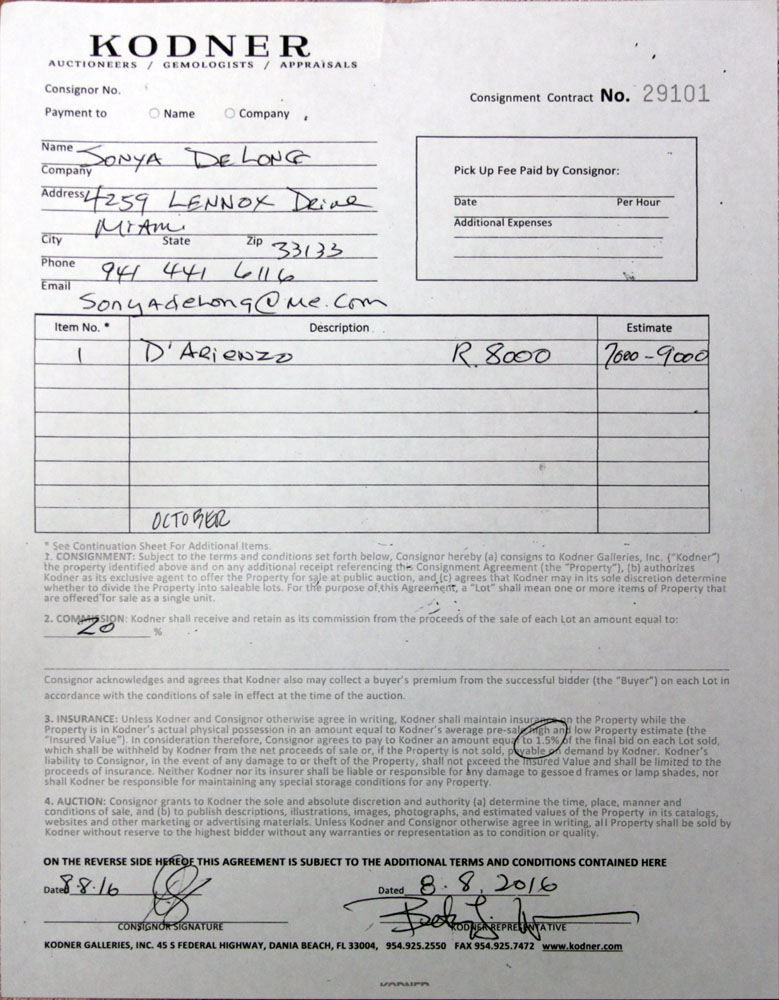 KODNER
AUCTIONEERS / GEMOLOGISTS / APPRAISALS
Consignor No.
Consignment Contract No. 29101
Payment to Name Company
Name SONYA DELONG
Company
Address 4259 LENNOX Drive
MIAMI
City State Zip 33133
Phone 941 441 6116
Email
Sonyadelong@me.com
Pick Up Fee Paid by Consignor:
Date Per Hour
Additional Expenses
Item No. * Description Estimate
1 D'ARIENZO R. 8000 7000 - 9000
OCTOBER
* See Continuation Sheet For Additional Items.
1. CONSIGNMENT: Subject to the terms and conditions set forth below, Consignor hereby (a) consigns to Kodner Galleries, Inc. ("Kodner")
the property identified above and on any additional receipt referencing this Consignment Agreement (the "Property"), (b) authorizes
Kodner as its exclusive agent to offer the Property for sale at public auction, and (c) agrees that Kodner may in its sole discretion determine
whether to divide the Property into saleable lots. For the purpose of this Agreement, a "Lot" shall mean one or more items of Property that
are offered for sale as a single unit.
2. COMMISSION: Kodner shall receive and retain as its commission from the proceeds of the sale of each Lot an amount equal to:
20 %
Consignor acknowledges and agrees that Kodner also may collect a buyer's premium from the successful bidder (the "Buyer") on each Lot in
accordance with the conditions of sale in effect at the time of the auction.
3. INSURANCE: Unless Kodner and Consignor otherwise agree in writing, Kodner shall maintain insurance on the Property while the
Property is in Kodner's actual physical possession in an amount equal to Kodner's average pre-sale high and low Property estimate (the
"Insured Value"). In consideration therefore, Consignor agrees to pay to Kodner an amount equal to 1.5% of the final bid on each Lot sold,
which shall be withheld by Kodner from the net proceeds of sale or, if the Property is not sold, payable on demand by Kodner. Kodner's
liability to Consignor, in the event of any damage to or theft of the Property, shall not exceed the Insured Value and shall be limited to the
proceeds of insurance. Neither Kodner nor its insurer shall be liable or responsible for any damage to gessoed frames or lamp shades, nor
shall Kodner be responsible for maintaining any special storage conditions for any Property.
4. AUCTION: Consignor grants to Kodner the sole and absolute discretion and authority (a) determine the time, place, manner and
conditions of sale, and (b) to publish descriptions, illustrations, images, photographs, and estimated values of the Property in its catalogs,
websites and other marketing or advertising materials. Unless Kodner and Consignor otherwise agree in writing, all Property shall be sold by
Kodner without reserve to the highest bidder without any warranties or representation as to condition or quality.
ON THE REVERSE SIDE HEREOF THIS AGREEMENT IS SUBJECT TO THE ADDITIONAL TERMS AND CONDITIONS CONTAINED HERE
Dated 8.8.16 Dated 8.8.2016
CONSIGNOR SIGNATURE KODNER REPRESENTATIVE
KODNER GALLERIES, INC. 45 S FEDERAL HIGHWAY, DANIA BEACH, FL 33004, 954.925.2550 FAX 954.925.7472 www.kodner.com